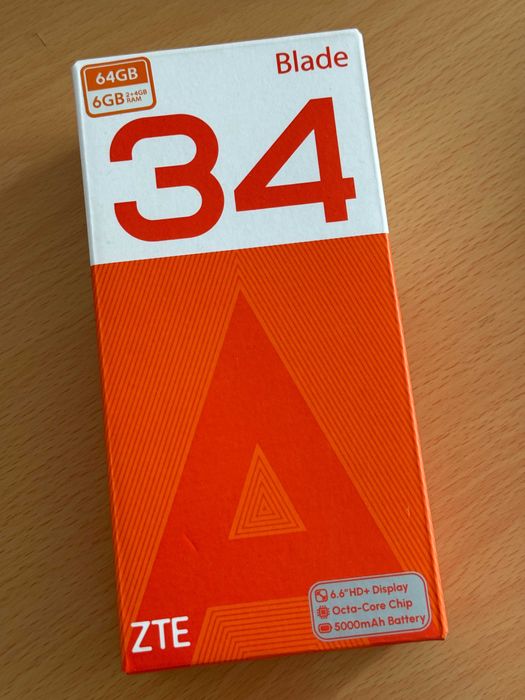 64GB
6GB 2+4GB RAM
Blade
34
A
ZTE
6.6"HD+ Display
Octa-Core Chip
5000mAh Battery